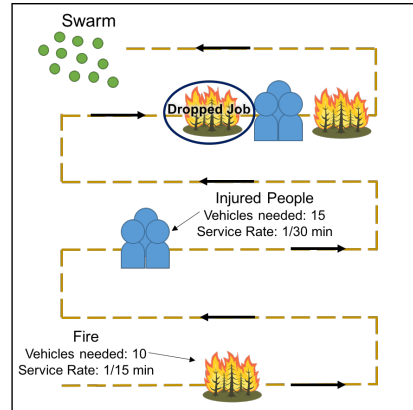 Swarm
Dropped Job
Injured People
Vehicles needed: 15
Service Rate: 1/30 min
Fire
Vehicles needed: 10
Service Rate: 1/15 min